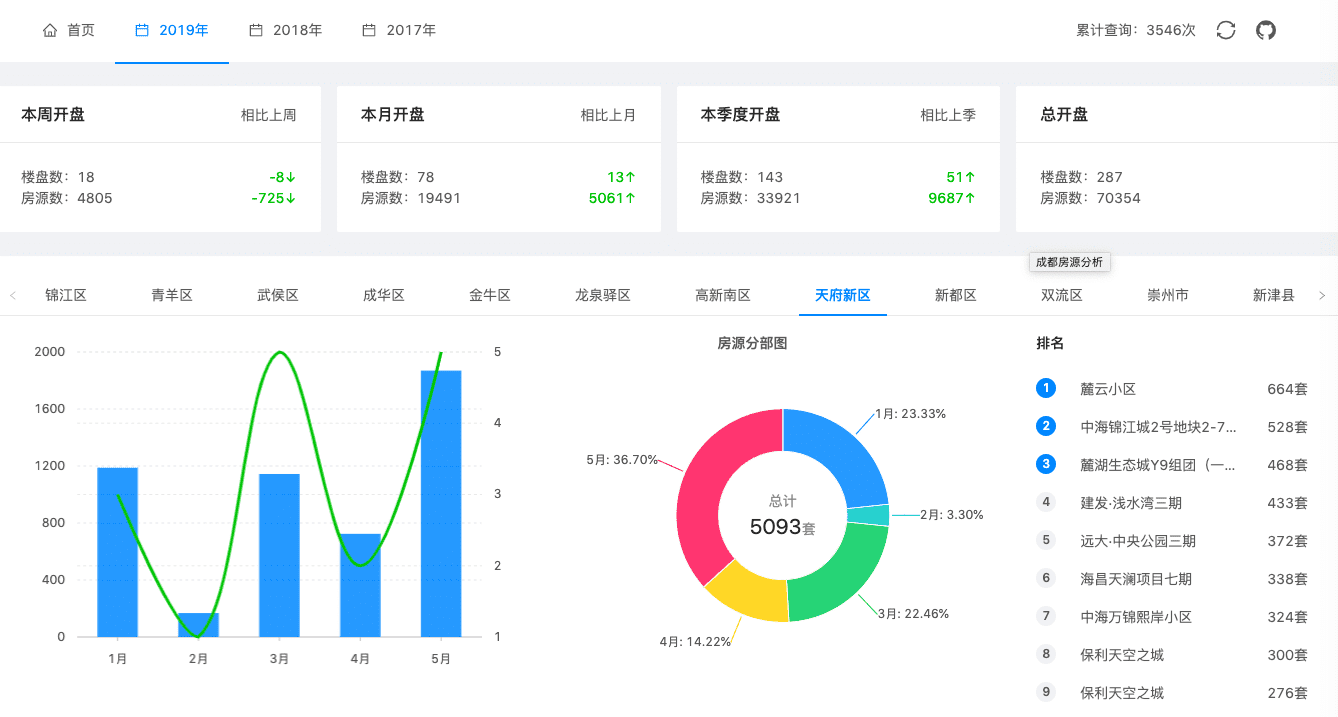 首页 2019年 2018年 2017年 累计查询：3546次
本周开盘 相比上周
楼盘数：18 -8↓
房源数：4805 -725↓
本月开盘 相比上月
楼盘数：78 13↑
房源数：19491 5061↑
本季度开盘 相比上季
楼盘数：143 51↑
房源数：33921 9687↑
总开盘
楼盘数：287
房源数：70354
成都房源分析
锦江区 青羊区 武侯区 成华区 金牛区 龙泉驿区 高新南区 天府新区 新都区 双流区 崇州市 新津县
2000 5
1600 4
1200
3
800
2
400
0 1
1月 2月 3月 4月 5月
房源分部图
1月: 23.33%
5月: 36.70%
总计
2月: 3.30%
5093套
3月: 22.46%
4月: 14.22%
排名
1 麓云小区 664套
2 中海锦江城2号地块2-7... 528套
3 麓湖生态城Y9组团（一... 468套
4 建发·浅水湾三期 433套
5 远大·中央公园三期 372套
6 海昌天澜项目七期 338套
7 中海万锦熙岸小区 324套
8 保利天空之城 300套
9 保利天空之城 276套